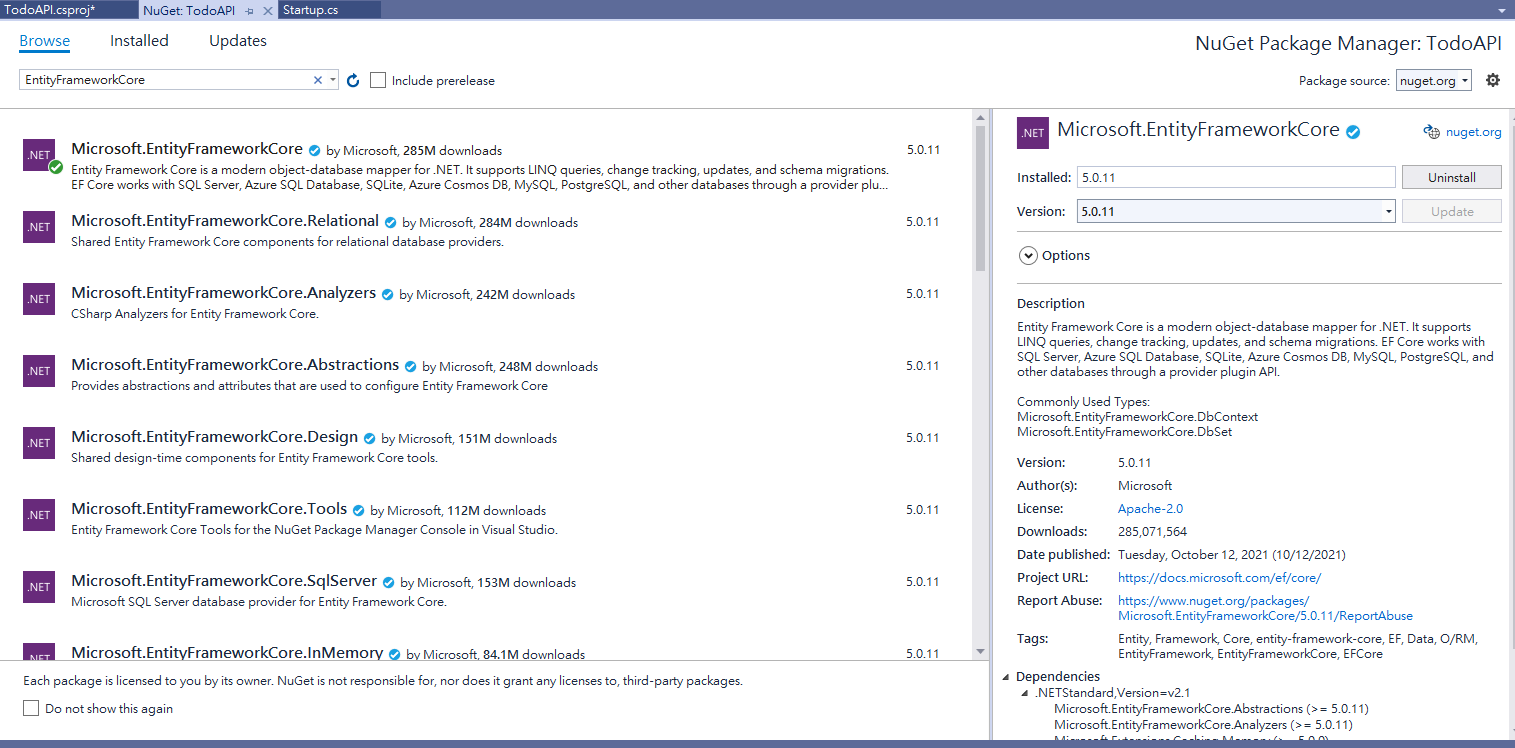 TodoAPI.csproj*
NuGet: TodoAPI
Startup.cs
Browse
Installed
Updates
NuGet Package Manager: TodoAPI
EntityFrameworkCore
Include prerelease
Package source:
nuget.org
.NET
Microsoft.EntityFrameworkCore by Microsoft, 285M downloads
5.0.11
Entity Framework Core is a modern object-database mapper for .NET. It supports LINQ queries, change tracking, updates, and schema migrations.
EF Core works with SQL Server, Azure SQL Database, SQLite, Azure Cosmos DB, MySQL, PostgreSQL, and other databases through a provider plu...
.NET
Microsoft.EntityFrameworkCore.Relational by Microsoft, 284M downloads
5.0.11
Shared Entity Framework Core components for relational database providers.
.NET
Microsoft.EntityFrameworkCore.Analyzers by Microsoft, 242M downloads
5.0.11
CSharp Analyzers for Entity Framework Core.
.NET
Microsoft.EntityFrameworkCore.Abstractions by Microsoft, 248M downloads
5.0.11
Provides abstractions and attributes that are used to configure Entity Framework Core
.NET
Microsoft.EntityFrameworkCore.Design by Microsoft, 151M downloads
5.0.11
Shared design-time components for Entity Framework Core tools.
.NET
Microsoft.EntityFrameworkCore.Tools by Microsoft, 112M downloads
5.0.11
Entity Framework Core Tools for the NuGet Package Manager Console in Visual Studio.
.NET
Microsoft.EntityFrameworkCore.SqlServer by Microsoft, 153M downloads
5.0.11
Microsoft SQL Server database provider for Entity Framework Core.
.NET
Microsoft.EntityFrameworkCore.InMemory by Microsoft, 84.1M downloads
5.0.11
Each package is licensed to you by its owner. NuGet is not responsible for, nor does it grant any licenses to, third-party packages.
Do not show this again
.NET
Microsoft.EntityFrameworkCore
nuget.org
Installed:
5.0.11
Uninstall
Version:
5.0.11
Update
Options
Description
Entity Framework Core is a modern object-database mapper for .NET. It supports
LINQ queries, change tracking, updates, and schema migrations. EF Core works with
SQL Server, Azure SQL Database, SQLite, Azure Cosmos DB, MySQL, PostgreSQL, and
other databases through a provider plugin API.
Commonly Used Types:
Microsoft.EntityFrameworkCore.DbContext
Microsoft.EntityFrameworkCore.DbSet
Version: 5.0.11
Author(s): Microsoft
License: Apache-2.0
Downloads: 285,071,564
Date published: Tuesday, October 12, 2021 (10/12/2021)
Project URL: https://docs.microsoft.com/ef/core/
Report Abuse: https://www.nuget.org/packages/
Microsoft.EntityFrameworkCore/5.0.11/ReportAbuse
Tags: Entity, Framework, Core, entity-framework-core, EF, Data, O/RM,
EntityFramework, EntityFrameworkCore, EFCore
Dependencies
.NETStandard,Version=v2.1
Microsoft.EntityFrameworkCore.Abstractions (>= 5.0.11)
Microsoft.EntityFrameworkCore.Analyzers (>= 5.0.11)
Microsoft.Extensions.Caching.Memory (>= 5.0.0)